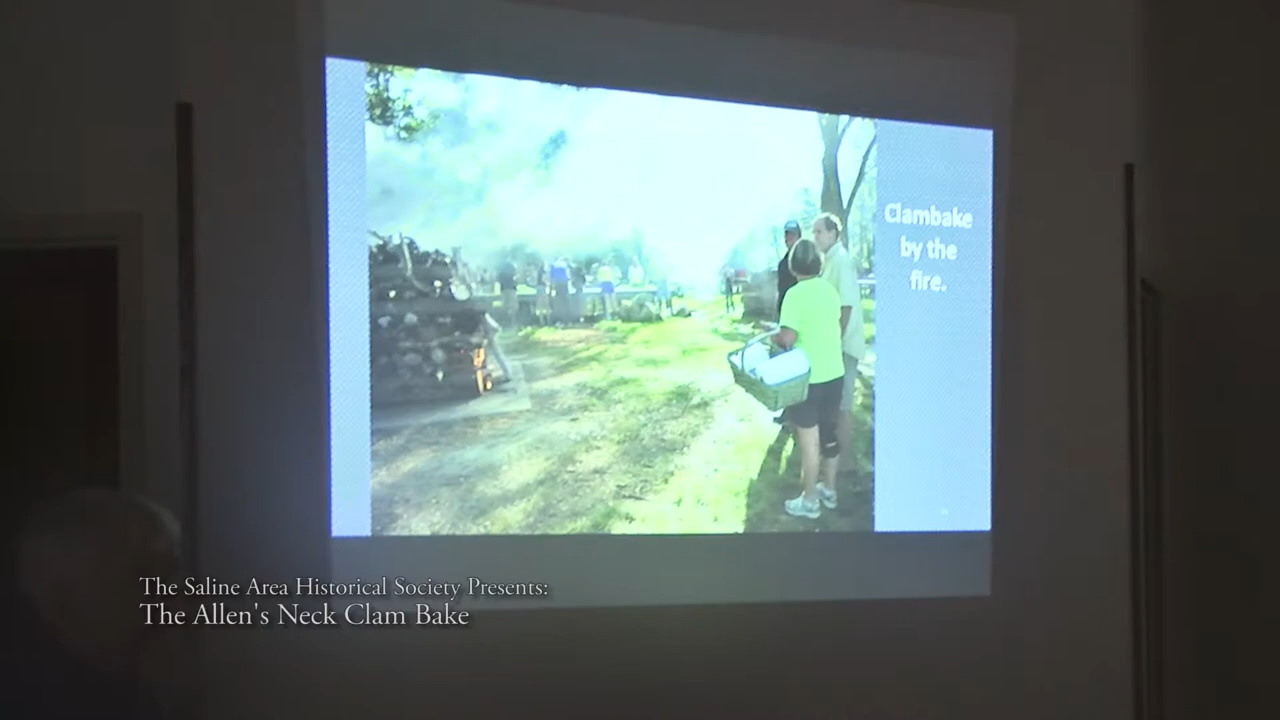 Clambake
by the
fire.
The Saline Area Historical Society Presents:
The Allen's Neck Clam Bake